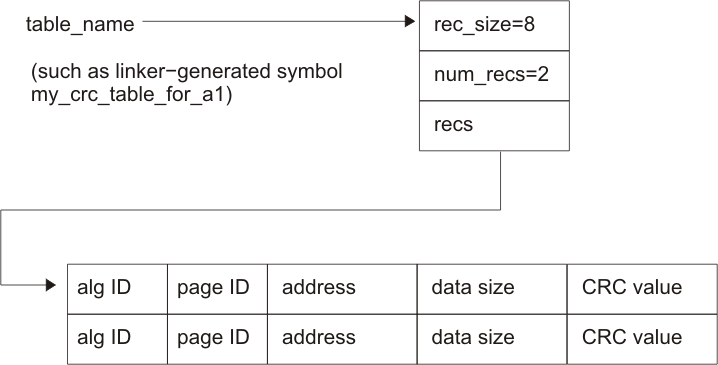 table_name
(such as linker−generated symbol
my_crc_table_for_a1)
rec_size=8
num_recs=2
recs
alg ID page ID address data size CRC value
alg ID page ID address data size CRC value